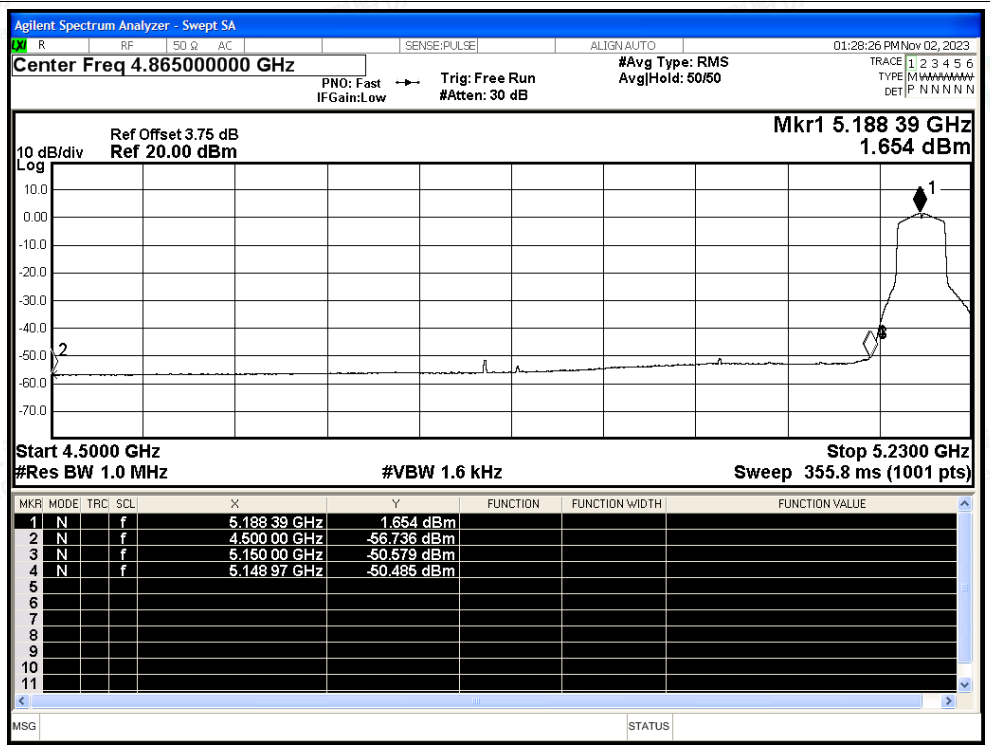 Agilent Spectrum Analyzer - Swept SA
LXI R RF 50 Ω AC SENSE:PULSE ALIGN AUTO 01:28:26 PM Nov 02, 2023
Center Freq 4.865000000 GHz
PNO: Fast
IFGain:Low
Trig: Free Run
#Atten: 30 dB
#Avg Type: RMS
Avg|Hold: 50/50
TRACE 1 2 3 4 5 6
TYPE M
DET P N N N N N
Mkr1 5.188 39 GHz
1.654 dBm
Ref Offset 3.75 dB
10 dB/div Ref 20.00 dBm
Log
10.0
0.00
-10.0
-20.0
-30.0
-40.0
-50.0
-60.0
-70.0
1
2
Start 4.5000 GHz Stop 5.2300 GHz
#Res BW 1.0 MHz #VBW 1.6 kHz Sweep 355.8 ms (1001 pts)
MKR MODE TRC SCL X Y FUNCTION FUNCTION WIDTH FUNCTION VALUE
1 N f 5.188 39 GHz 1.654 dBm
2 N f 4.500 00 GHz -56.736 dBm
3 N f 5.150 00 GHz -50.579 dBm
4 N f 5.148 97 GHz -50.485 dBm
5
6
7
8
9
10
11
MSG STATUS